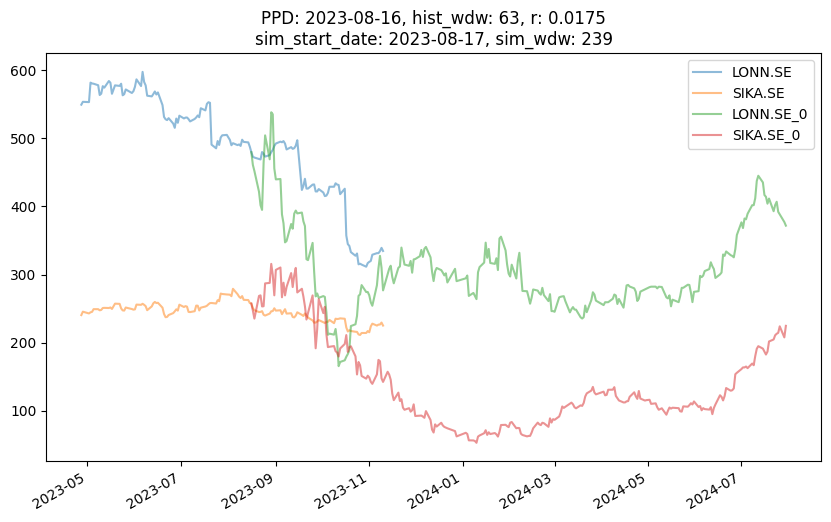 PPD: 2023-08-16, hist_wdw: 63, r: 0.0175
sim_start_date: 2023-08-17, sim_wdw: 239
LONN.SE
SIKA.SE
LONN.SE_0
SIKA.SE_0
600
500
400
300
200
100
2023-05
2023-07
2023-09
2023-11
2024-01
2024-03
2024-05
2024-07